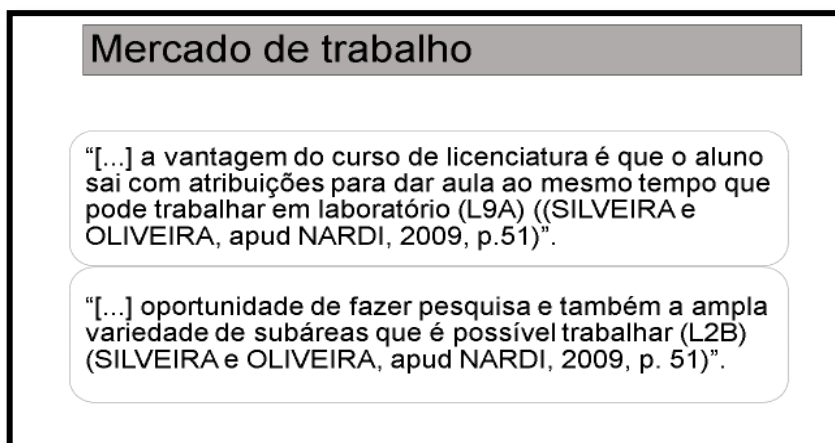 Mercado de trabalho
“[...] a vantagem do curso de licenciatura é que o aluno
sai com atribuições para dar aula ao mesmo tempo que
pode trabalhar em laboratório (L9A) ((SILVEIRA e
OLIVEIRA, apud NARDI, 2009, p.51)”.
“[...] oportunidade de fazer pesquisa e também a ampla
variedade de subáreas que é possível trabalhar (L2B)
(SILVEIRA e OLIVEIRA, apud NARDI, 2009, p. 51)”.